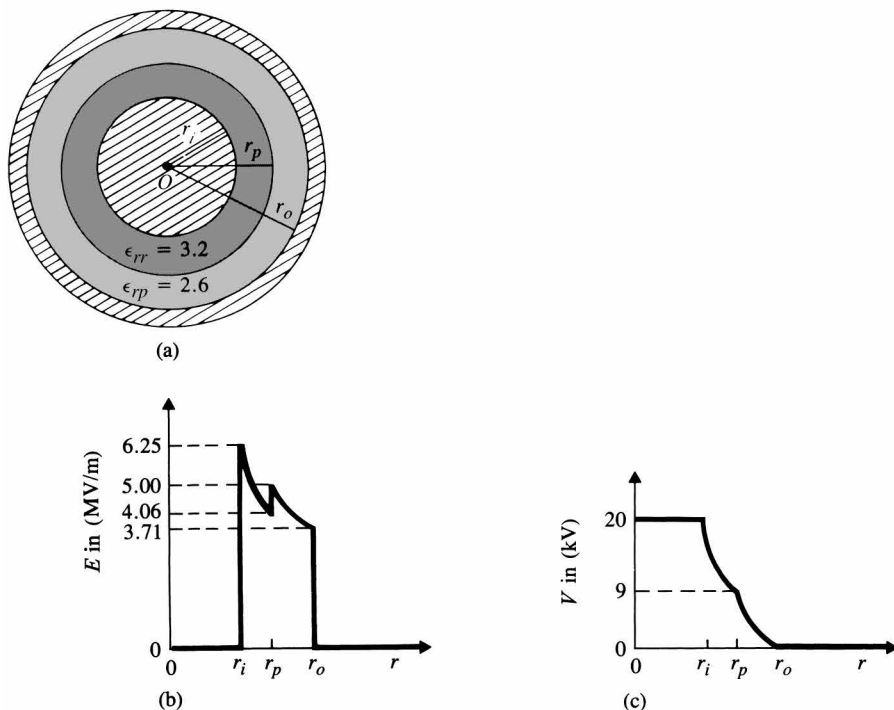 r_i
r_p
O
r_o
ϵ_rr = 3.2
ϵ_rp = 2.6
(a)
E in (MV/m)
6.25
5.00
4.06
3.71
0
0
r_i
r_p
r_o
r
(b)
V in (kV)
20
9
0
0
r_i
r_p
r_o
r
(c)